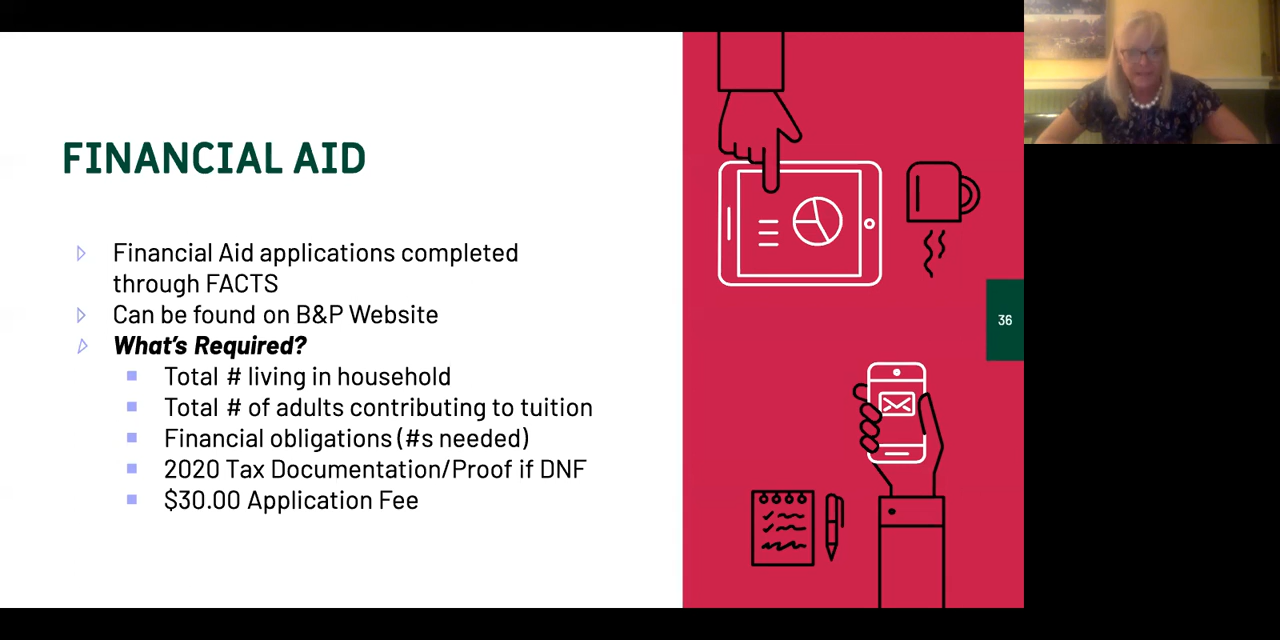 FINANCIAL AID
Financial Aid applications completed
through FACTS
Can be found on B&P Website
What's Required?
Total # living in household
Total # of adults contributing to tuition
Financial obligations (#s needed)
2020 Tax Documentation/Proof if DNF
$30.00 Application Fee
36